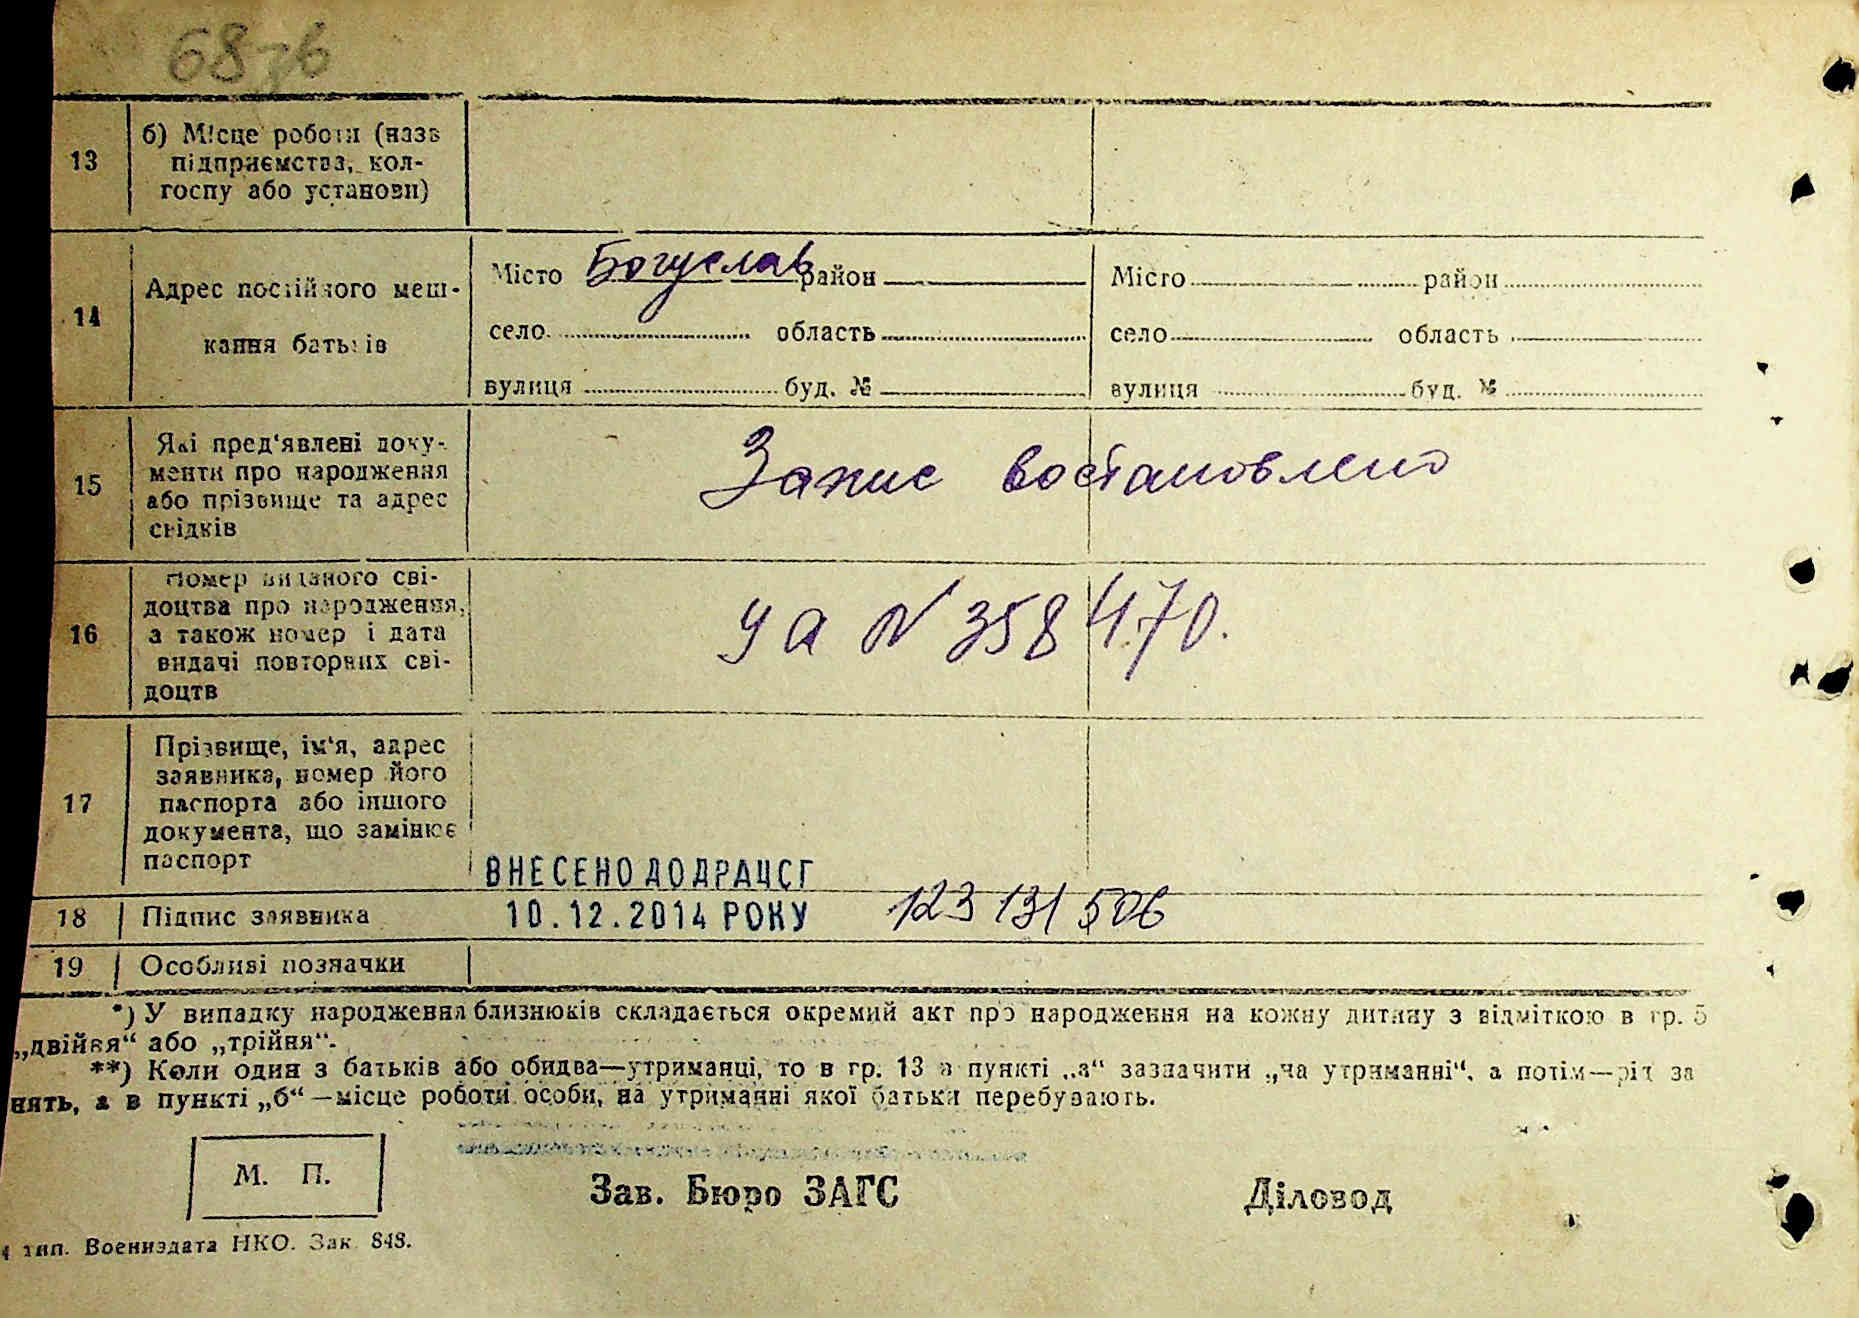 68зв
13
б) Місце роботи (назв
підприємства, кол-
госпу або установи)
14
Адрес постійного меш-
кання батьків
Місто Богуслав район
село область
вулиця буд. №
Місто район
село область
вулиця буд. №
15
Які пред'явлені доку-
менти про народження
або прізвище та адрес
свідків
Запис востановлено
16
Номер виданого сві-
доцтва про народження,
а також номер і дата
видачі повторних сві-
доцтв
УА N 358470.
17
Прізвище, ім'я, адрес
заявника, номер його
паспорта або іншого
документа, що замінює
паспорт
ВНЕСЕНО ДО ДРАЦСГ
18 Підпис заявника 10.12.2014 РОКУ 123 131 506
19 Особливі позначки
*) У випадку народження близнюків складається окремий акт про народження на кожну дитину з відміткою в гр. 5
„двійня“ або „трійня“.
**) Коли один з батьків або обидва—утриманці, то в гр. 13 в пункті „а“ зазначити „на утриманні“, а потім—рід за
нять, а в пункті „б“—місце роботи особи, на утриманні якої батьки перебувають.
М. П.
Зав. Бюро ЗАГС
Діловод
тип. Воениздата НКО. Зак. 848.